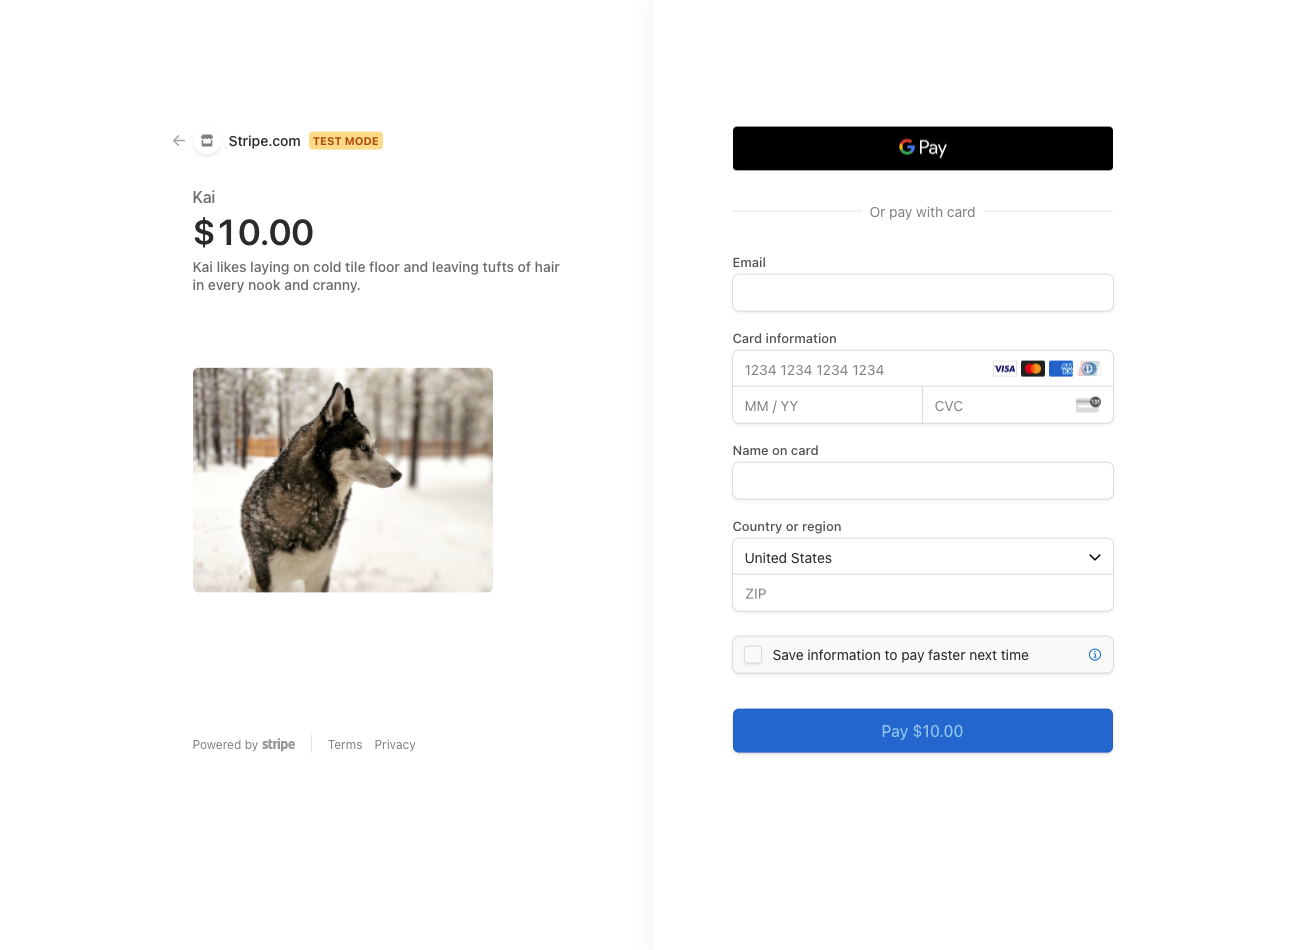 Stripe.com TEST MODE
Kai
$10.00
Kai likes laying on cold tile floor and leaving tufts of hair
in every nook and cranny.
Powered by stripe
Terms Privacy
G Pay
Or pay with card
Email
Card information
1234 1234 1234 1234 VISA
MM / YY CVC
Name on card
Country or region
United States
ZIP
Save information to pay faster next time
Pay $10.00